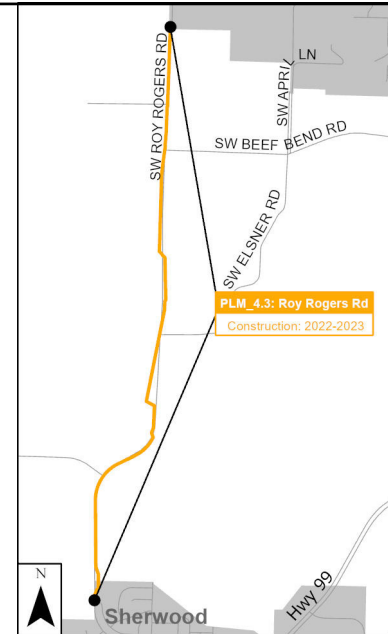 LN
SW APRIL
SW ROY ROGERS RD
SW BEEF BEND RD
SW ELSNER RD
PLM_4.3: Roy Rogers Rd
Construction: 2022-2023
N
Sherwood
Hwy 99